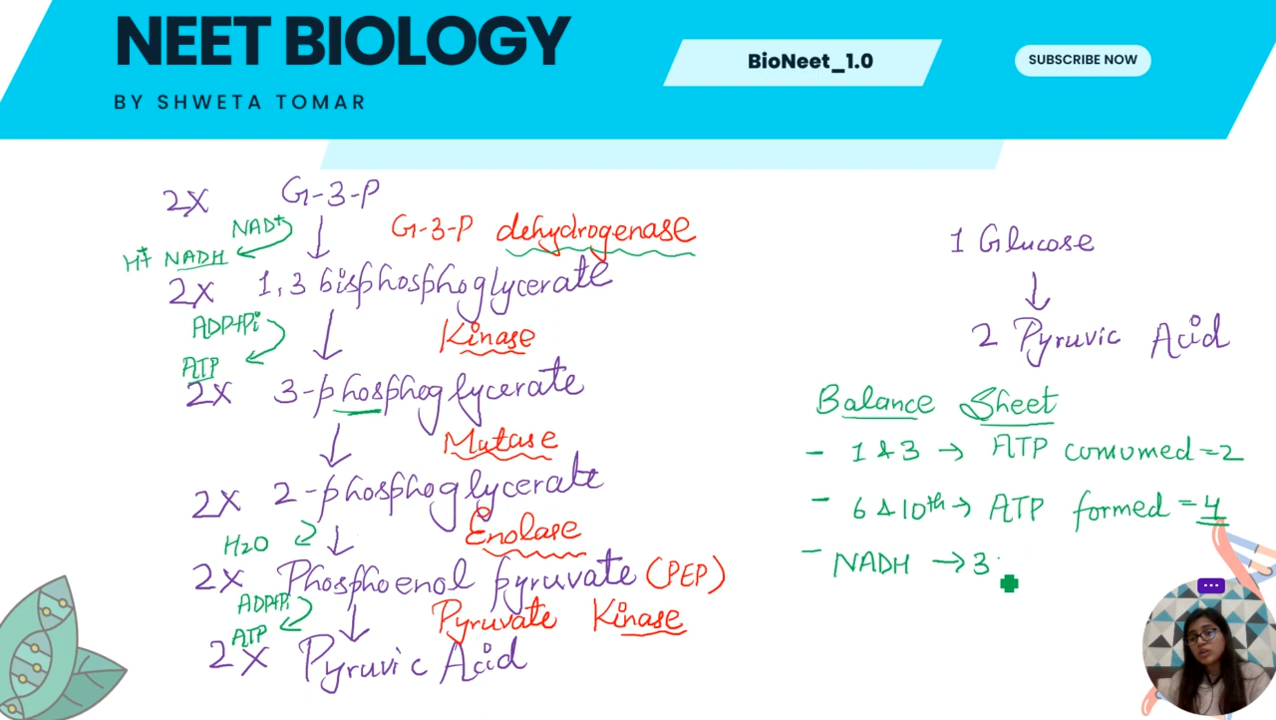 NEET BIOLOGY
BY SHWETA TOMAR
BioNeet_1.0
SUBSCRIBE NOW
2X G-3-P
NAD+
G-3-P dehydrogenase
H+ NADH
2X 1,3 bisphosphoglycerate
ADP+Pi
Kinase
ATP
2X 3-phosphoglycerate
Mutase
2X 2-phosphoglycerate
Enolase
H2O
2X Phosphoenol pyruvate (PEP)
ADP+Pi
Pyruvate Kinase
ATP
2X Pyruvic Acid
1 Glucose
2 Pyruvic Acid
Balance Sheet
- 1 & 3 → ATP consumed = 2
- 6 & 10th → ATP formed = 4
- NADH → 3